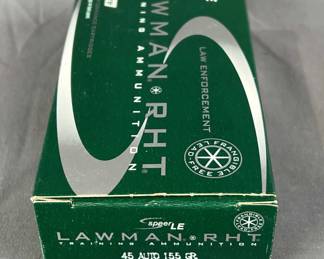 LAWMAN RHT
TRAINING AMMUNITION
LAW ENFORCEMENT
FRANGIBLE
LEAD-FREE
speer LE
LAWMAN RHT
TRAINING AMMUNITION
45 AUTO 155 GR.